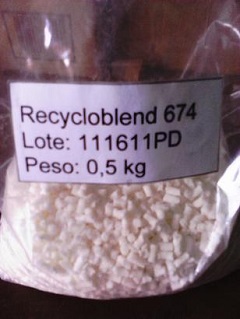 Recycloblend 674
Lote: 111611PD
Peso: 0,5 kg